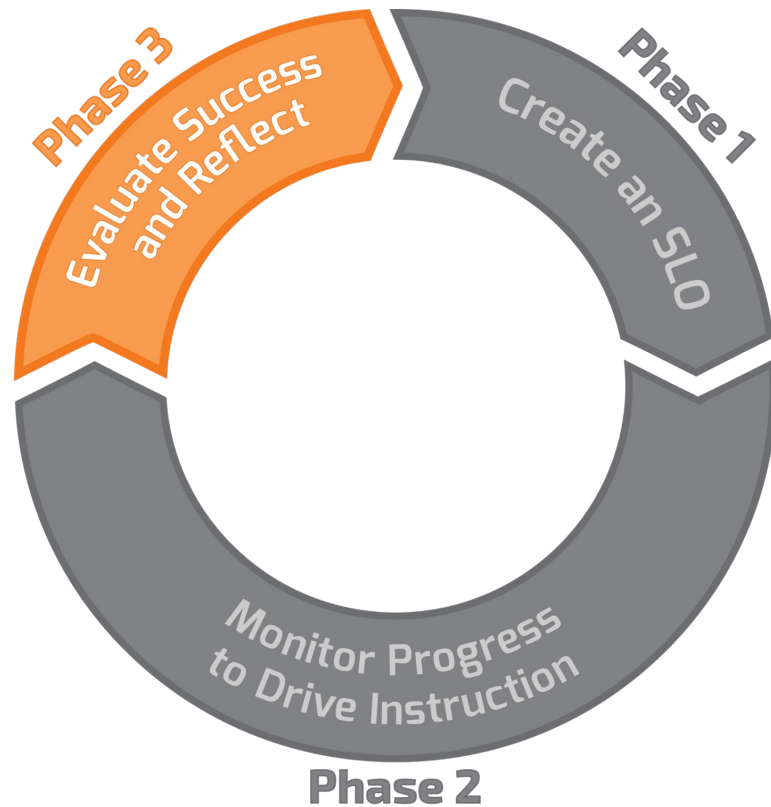 Phase 1
Create an SLO
Phase 2
Monitor Progress
to Drive Instruction
Phase 3
Evaluate Success
and Reflect